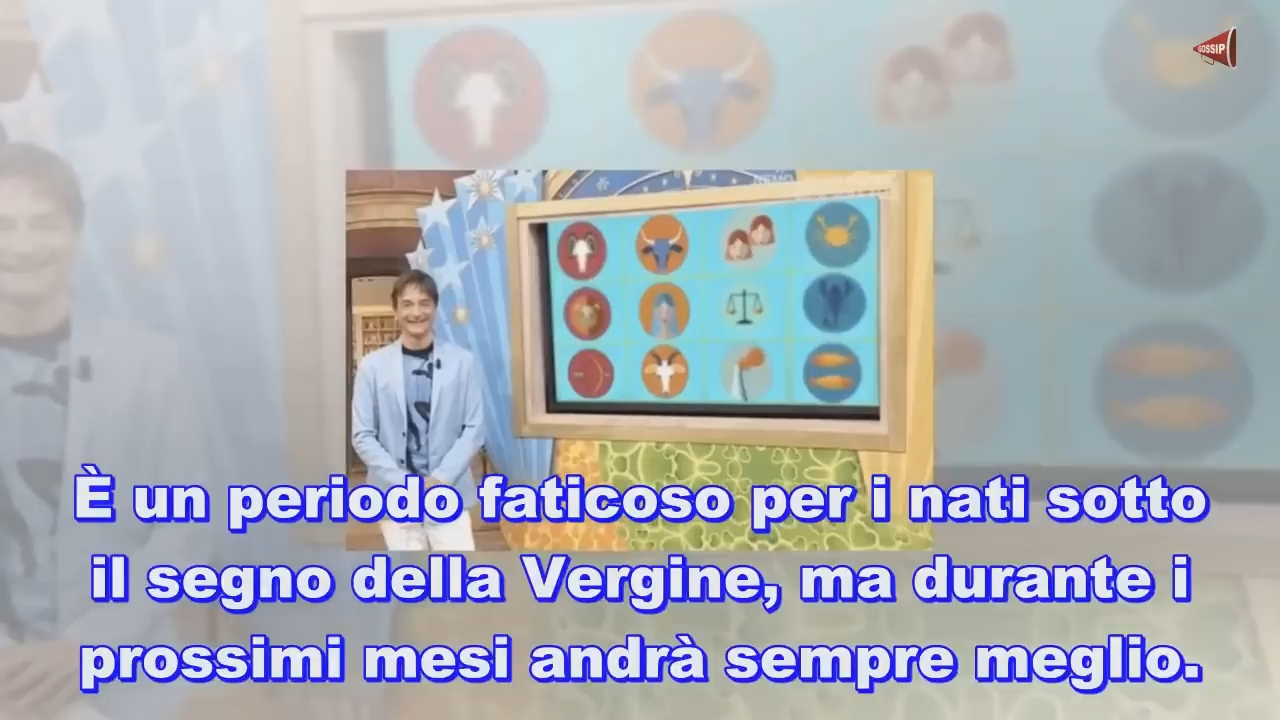 GOSSIP
È un periodo faticoso per i nati sotto
il segno della Vergine, ma durante i
prossimi mesi andrà sempre meglio.